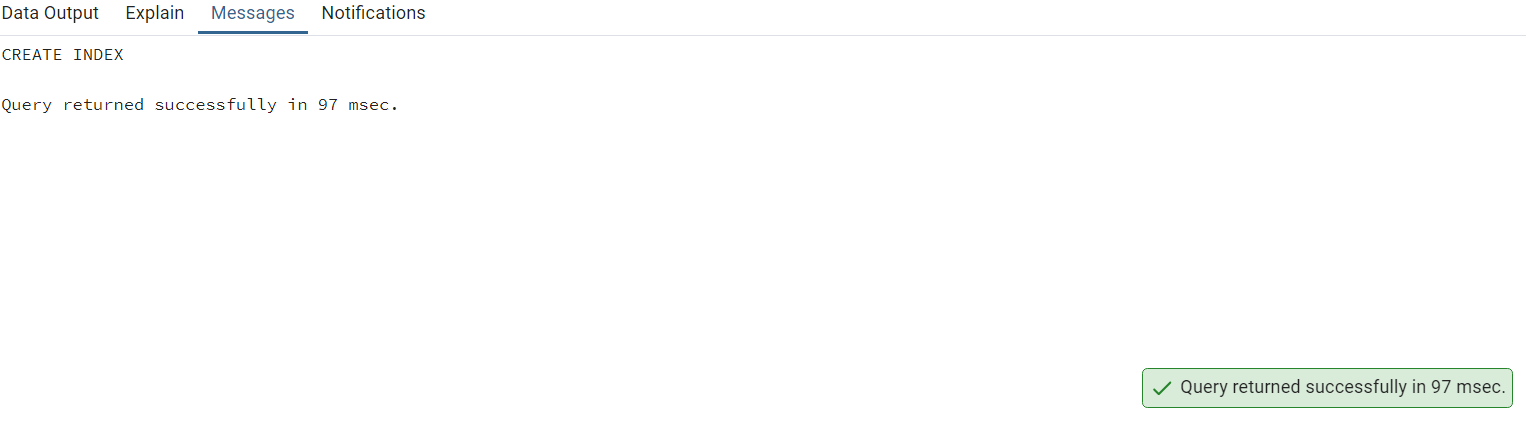 Data Output Explain Messages Notifications
CREATE INDEX
Query returned successfully in 97 msec.
Query returned successfully in 97 msec.